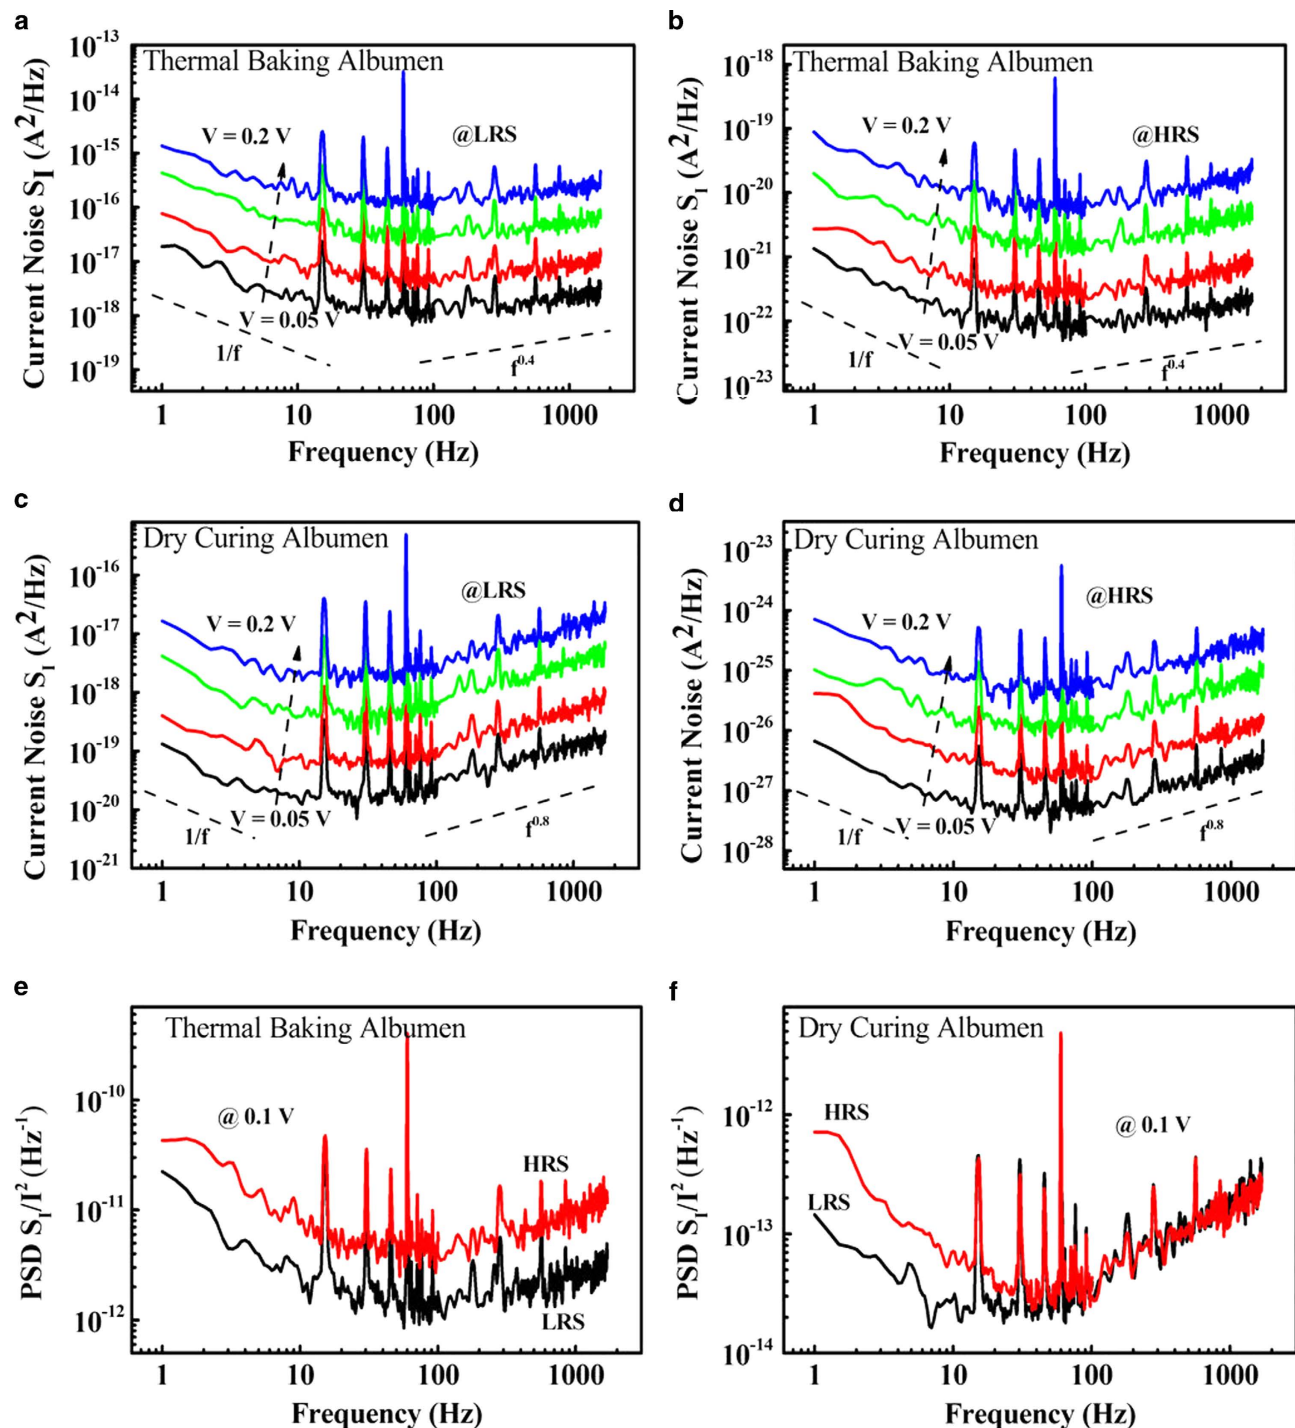 a
Thermal Baking Albumen
Current Noise S_I (A²/Hz)
10⁻¹³
10⁻¹⁴
10⁻¹⁵
10⁻¹⁶
10⁻¹⁷
10⁻¹⁸
10⁻¹⁹
V = 0.2 V
@LRS
V = 0.05 V
1/f
f^0.4
1
10
100
1000
Frequency (Hz)
b
Thermal Baking Albumen
Current Noise S_I (A²/Hz)
10⁻¹⁸
10⁻¹⁹
10⁻²⁰
10⁻²¹
10⁻²²
10⁻²³
V = 0.2 V
@HRS
V = 0.05 V
1/f
f^0.4
1
10
100
1000
Frequency (Hz)
c
Dry Curing Albumen
Current Noise S_I (A²/Hz)
10⁻¹⁶
10⁻¹⁷
10⁻¹⁸
10⁻¹⁹
10⁻²⁰
10⁻²¹
V = 0.2 V
@LRS
V = 0.05 V
1/f
f^0.8
1
10
100
1000
Frequency (Hz)
d
Dry Curing Albumen
Current Noise (A²/Hz)
10⁻²³
10⁻²⁴
10⁻²⁵
10⁻²⁶
10⁻²⁷
10⁻²⁸
V = 0.2 V
@HRS
V = 0.05 V
1/f
f^0.8
1
10
100
1000
Frequency (Hz)
e
Thermal Baking Albumen
PSD S_I/I² (Hz⁻¹)
10⁻¹⁰
10⁻¹¹
10⁻¹²
@ 0.1 V
HRS
LRS
1
10
100
1000
Frequency (Hz)
f
Dry Curing Albumen
PSD S_I/I² (Hz⁻¹)
10⁻¹²
10⁻¹³
10⁻¹⁴
HRS
@ 0.1 V
LRS
1
10
100
1000
Frequency (Hz)